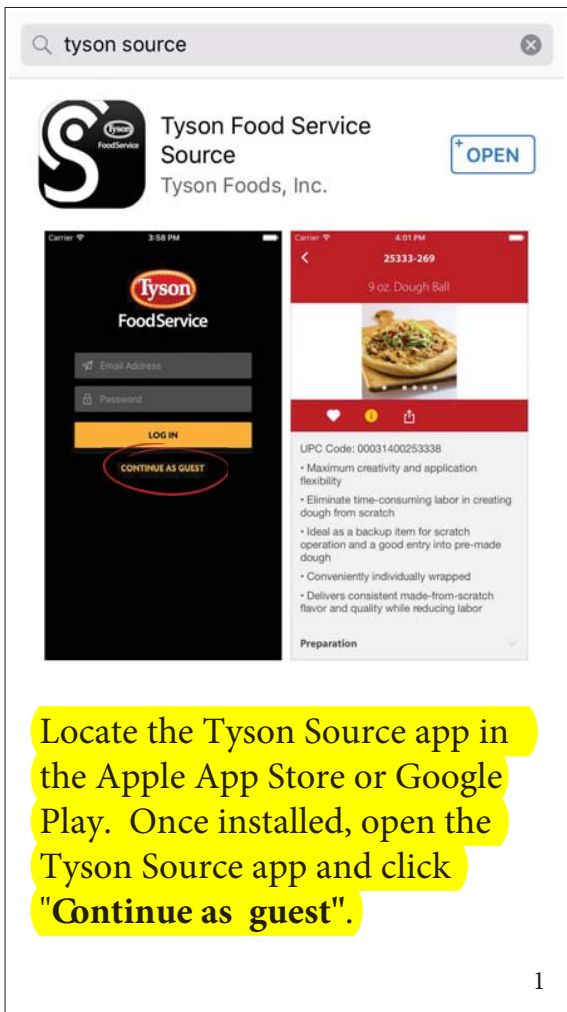 tyson source
Tyson
FoodService
Tyson Food Service
Source
Tyson Foods, Inc.
OPEN
Carrier 3:58 PM
Tyson
FoodService
Email Address
Password
LOG IN
CONTINUE AS GUEST
Carrier 4:01 PM
25333-269
9 oz. Dough Ball
UPC Code: 00031400253338
• Maximum creativity and application
flexibility
• Eliminate time-consuming labor in creating
dough from scratch
• Ideal as a backup item for scratch
operation and a good entry into pre-made
dough
• Conveniently individually wrapped
• Delivers consistent made-from-scratch
flavor and quality while reducing labor
Preparation
Locate the Tyson Source app in
the Apple App Store or Google
Play. Once installed, open the
Tyson Source app and click
"Continue as guest".
1